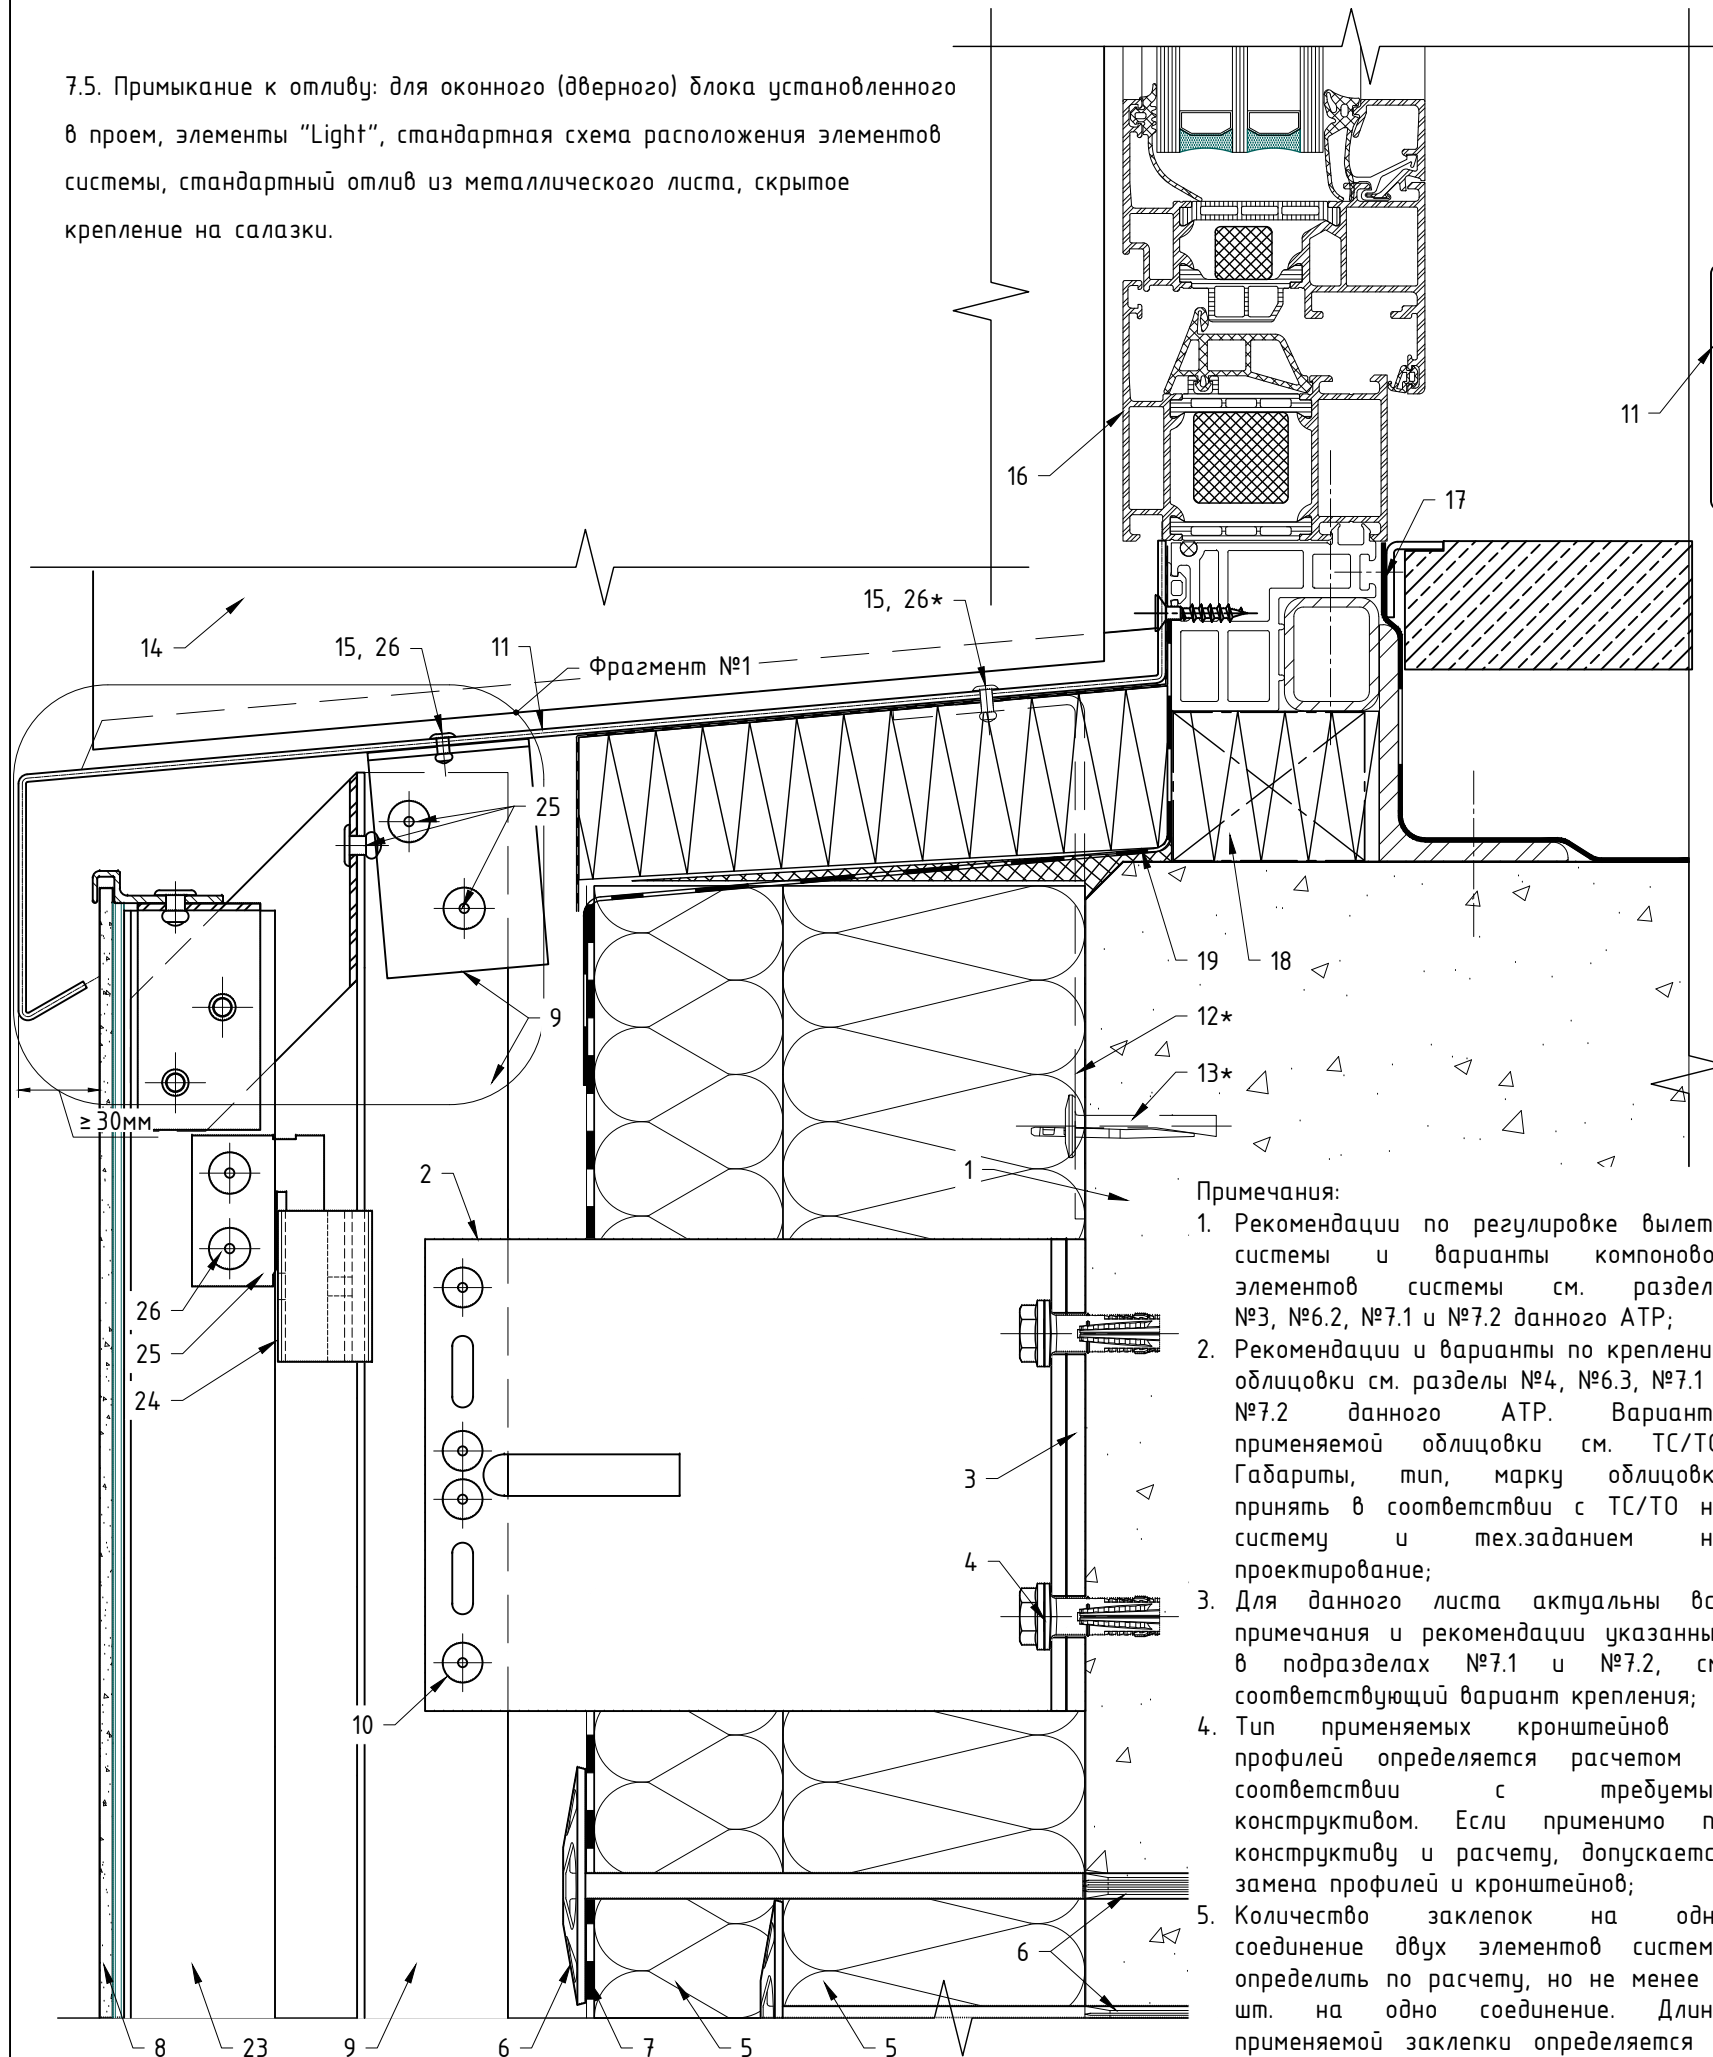 7.5. Примыкание к отливу: для оконного (дверного) блока установленного
в проем, элементы "Light", стандартная схема расположения элементов
системы, стандартный отлив из металлического листа, скрытое
крепление на салазки.
11
16
17
15, 26*
14
15, 26
11
Фрагмент №1
25
19
18
9
12*
13*
≥30мм
2
1
26
25
24
3
4
10
6
8
23
9
6
7
5
5
Примечания:
1. Рекомендации по регулировке вылет
системы и варианты компоново
элементов системы см. раздел
№3, №6.2, №7.1 и №7.2 данного АТР;
2. Рекомендации и варианты по креплени
облицовки см. разделы №4, №6.3, №7.1
№7.2 данного АТР. Вариант
применяемой облицовки см. ТС/ТО
Габариты, тип, марку облицовк
принять в соответствии с ТС/ТО н
систему и тех.заданием н
проектирование;
3. Для данного листа актуальны вс
примечания и рекомендации указанны
в подразделах №7.1 и №7.2, см
соответствующий вариант крепления;
4. Тип применяемых кронштейнов
профилей определяется расчетом
соответствии с требуемы
конструктивом. Если применимо п
конструктиву и расчету, допускаетс
замена профилей и кронштейнов;
5. Количество заклепок на одн
соединение двух элементов систем
определить по расчету, но не менее
шт. на одно соединение. Длин
применяемой заклепки определяется